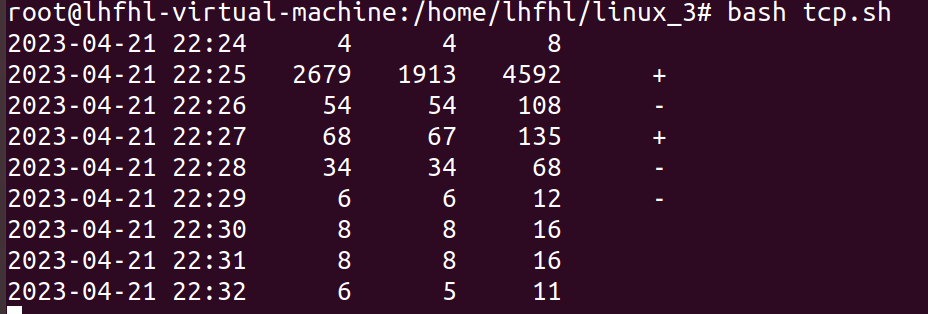 root@lhfhl-virtual-machine:/home/lhfhl/linux_3# bash tcp.sh
2023-04-21 22:24      4     4      8
2023-04-21 22:25   2679  1913   4592      +
2023-04-21 22:26     54    54    108      -
2023-04-21 22:27     68    67    135      +
2023-04-21 22:28     34    34     68      -
2023-04-21 22:29      6     6     12      -
2023-04-21 22:30      8     8     16
2023-04-21 22:31      8     8     16
2023-04-21 22:32      6     5     11